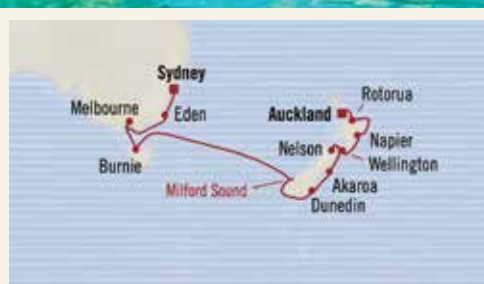 Sydney
Melbourne
Eden
Burnie
Auckland
Rotorua
Napier
Nelson
Wellington
Milford Sound
Akaroa
Dunedin